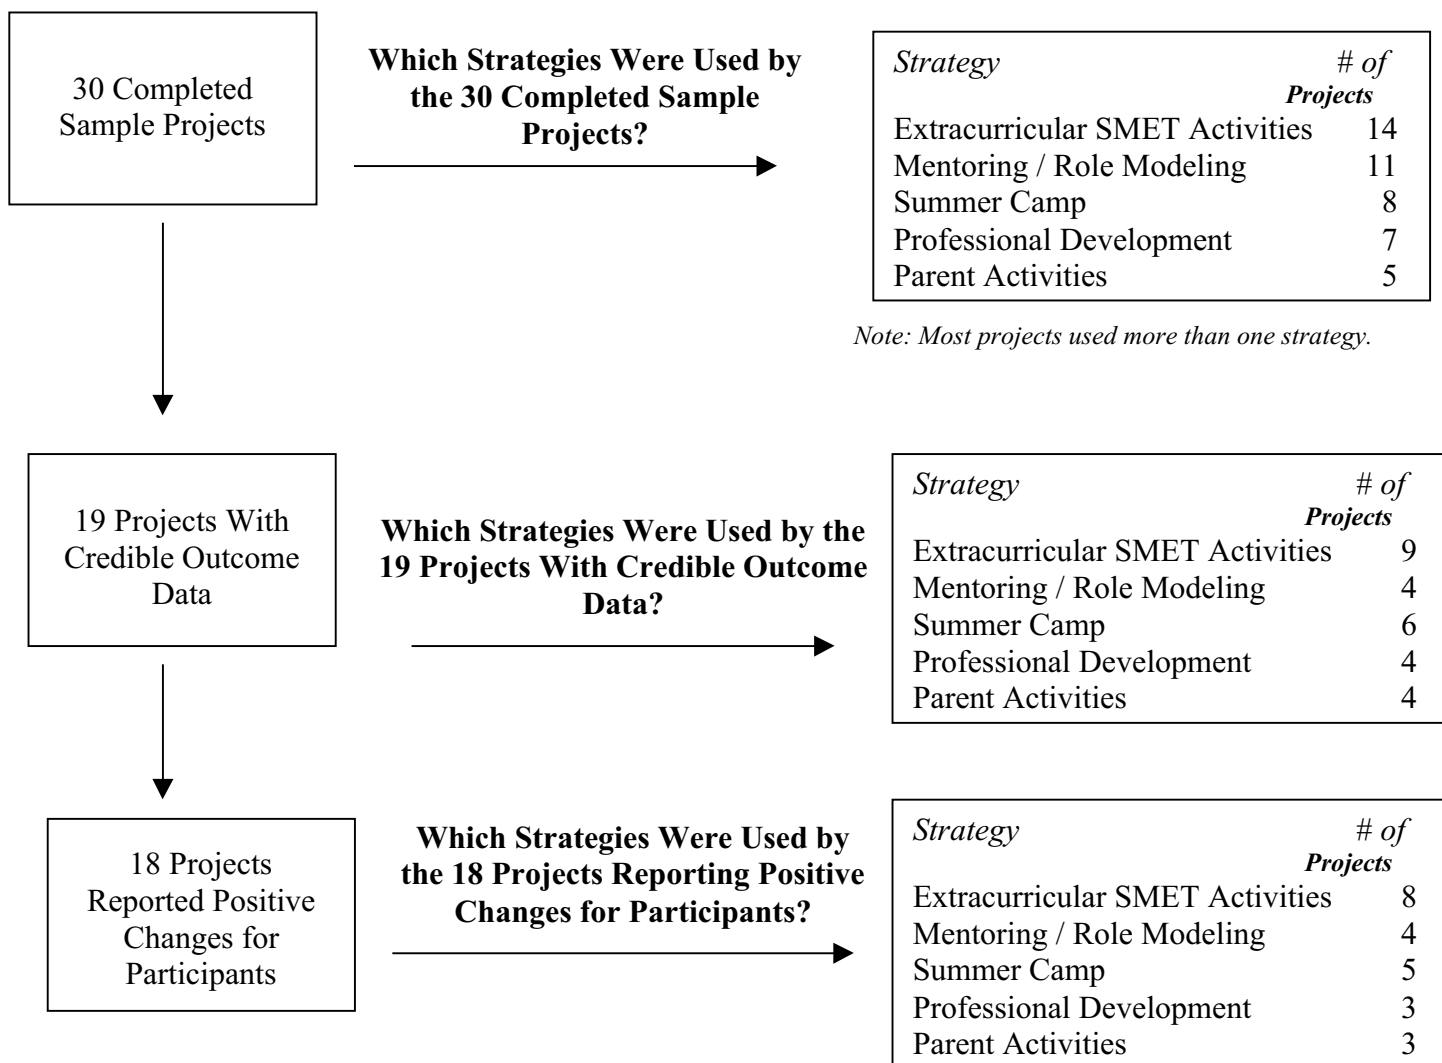 30 Completed
Sample Projects
Which Strategies Were Used by
the 30 Completed Sample
Projects?
Strategy # of
Projects
Extracurricular SMET Activities 14
Mentoring / Role Modeling 11
Summer Camp 8
Professional Development 7
Parent Activities 5
Note: Most projects used more than one strategy.
19 Projects With
Credible Outcome
Data
Which Strategies Were Used by the
19 Projects With Credible Outcome
Data?
Strategy # of
Projects
Extracurricular SMET Activities 9
Mentoring / Role Modeling 4
Summer Camp 6
Professional Development 4
Parent Activities 4
18 Projects
Reported Positive
Changes for
Participants
Which Strategies Were Used by
the 18 Projects Reporting Positive
Changes for Participants?
Strategy # of
Projects
Extracurricular SMET Activities 8
Mentoring / Role Modeling 4
Summer Camp 5
Professional Development 3
Parent Activities 3